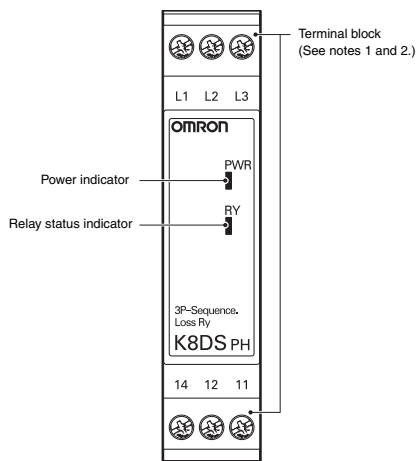 Terminal block
(See notes 1 and 2.)
L1 L2 L3
OMRON
PWR
Power indicator
RY
Relay status indicator
3P-Sequence.
Loss Ry
K8DS PH
14 12 11